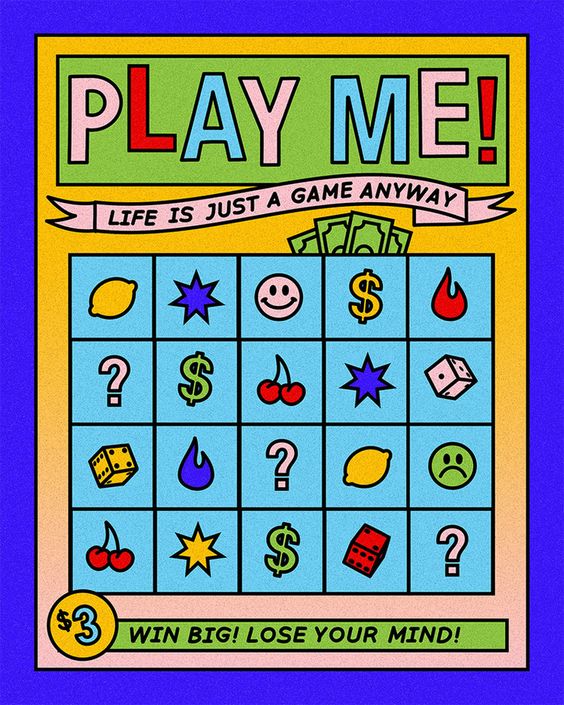 PLAY ME!
LIFE IS JUST A GAME ANYWAY
$
? $
?
$ ?
$3
WIN BIG! LOSE YOUR MIND!